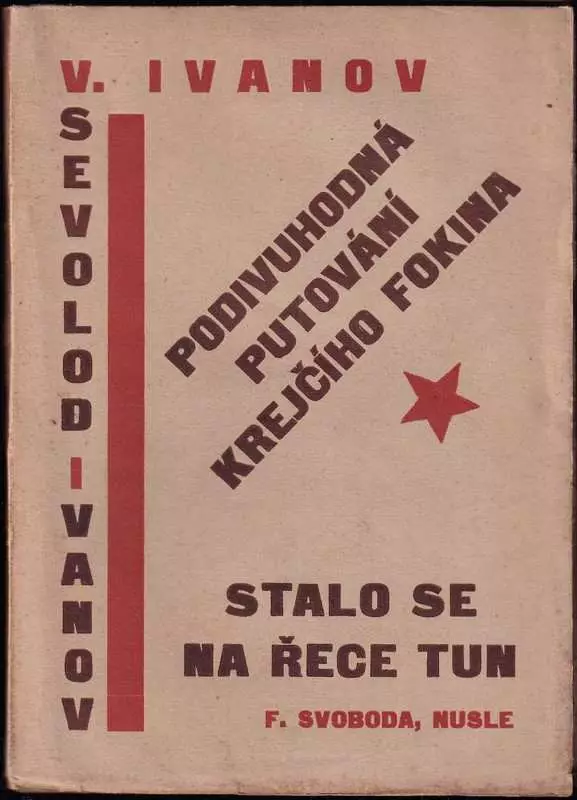 V. IVANOV
SEVOLOD IVANOV
PODIVUHODNÁ
PUTOVÁNÍ
KREJČÍHO FOKINA
STALO SE
NA ŘECE TUN
F. SVOBODA, NUSLE